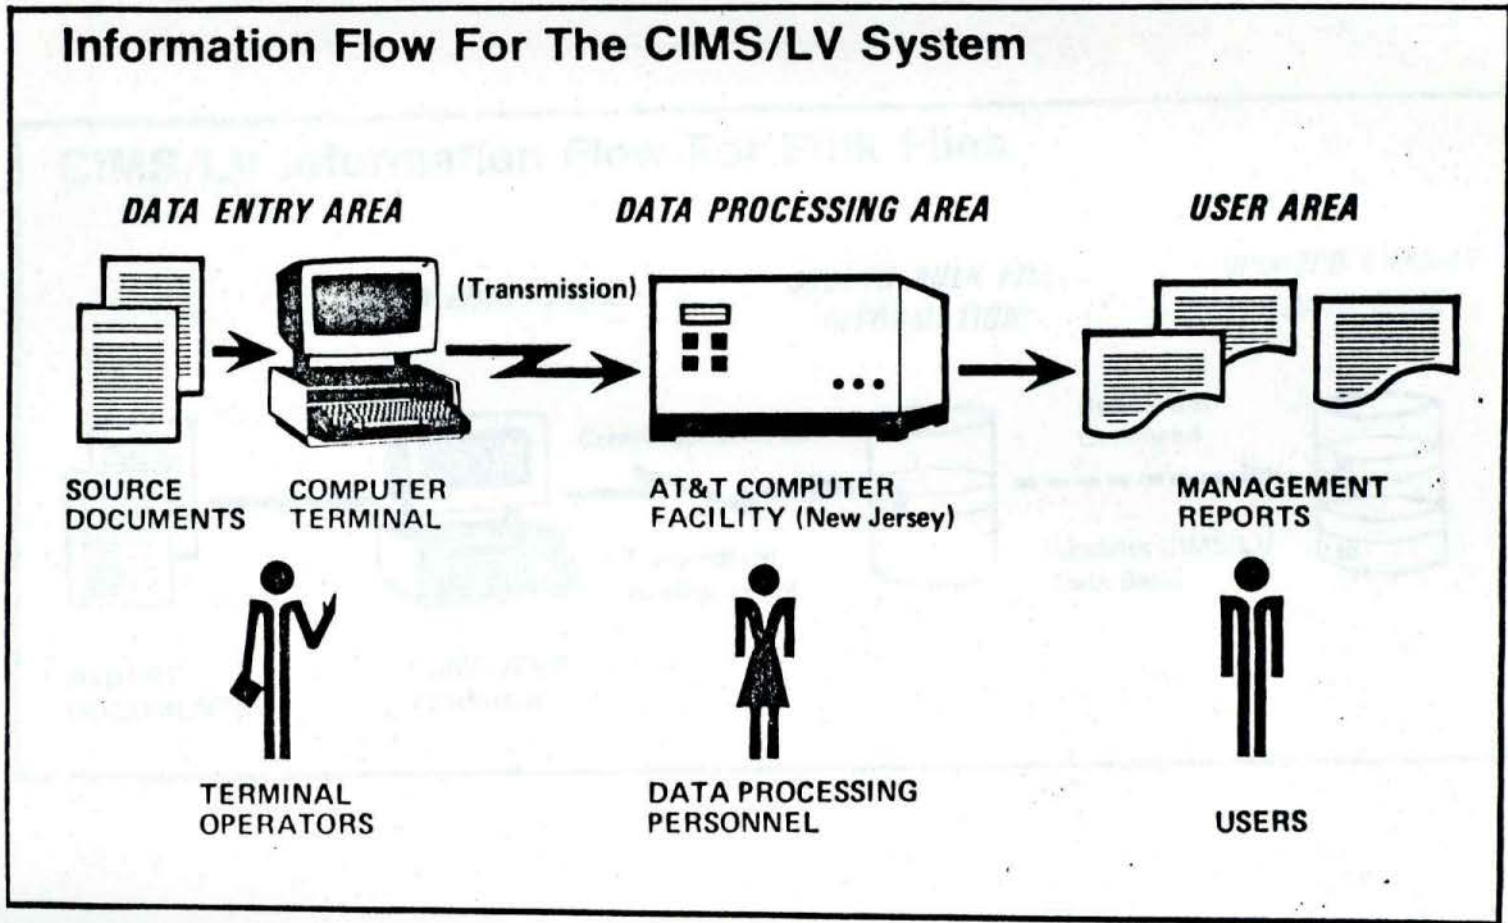 Information Flow For The CIMS/LV System
DATA ENTRY AREA
DATA PROCESSING AREA
USER AREA
(Transmission)
SOURCE
DOCUMENTS
COMPUTER
TERMINAL
AT&T COMPUTER
FACILITY (New Jersey)
MANAGEMENT
REPORTS
TERMINAL
OPERATORS
DATA PROCESSING
PERSONNEL
USERS